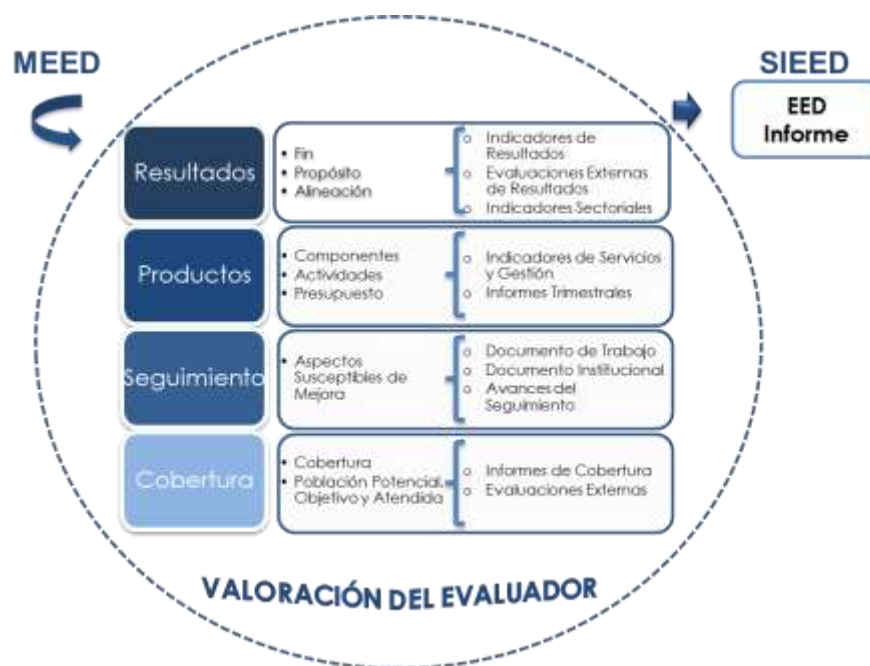 MEED
SIEED
EED
Informe
Resultados
• Fin
• Propósito
• Alineación
o Indicadores de
Resultados
o Evaluaciones Externas
de Resultados
o Indicadores Sectoriales
Productos
• Componentes
• Actividades
• Presupuesto
o Indicadores de Servicios
y Gestión
o Informes Trimestrales
Seguimiento
• Aspectos
Susceptibles de
Mejora
o Documento de Trabajo
o Documento Institucional
o Avances del
Seguimiento
Cobertura
• Cobertura
• Población Potencial,
Objetivo y Atendida
o Informes de Cobertura
o Evaluaciones Externas
VALORACIÓN DEL EVALUADOR